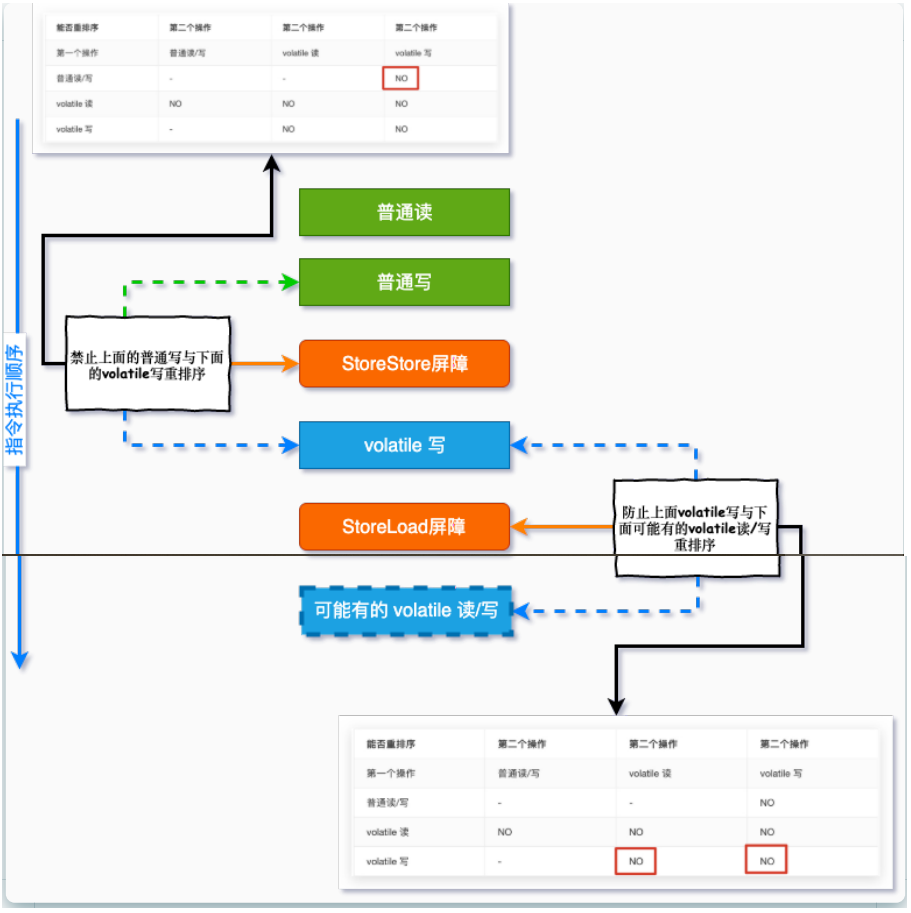 能否重排序 第二个操作 第二个操作 第二个操作
第一个操作 普通读/写 volatile 读 volatile 写
普通读/写 - - NO
volatile 读 NO NO NO
volatile 写 - NO NO
普通读
普通写
禁止上面的普通写与下面
的volatile写重排序
StoreStore屏障
指令执行顺序
volatile 写
防止上面volatile写与下
面可能有的volatile读/写
重排序
StoreLoad屏障
可能有的 volatile 读/写
能否重排序 第二个操作 第二个操作 第二个操作
第一个操作 普通读/写 volatile 读 volatile 写
普通读/写 - - NO
volatile 读 NO NO NO
volatile 写 - NO NO